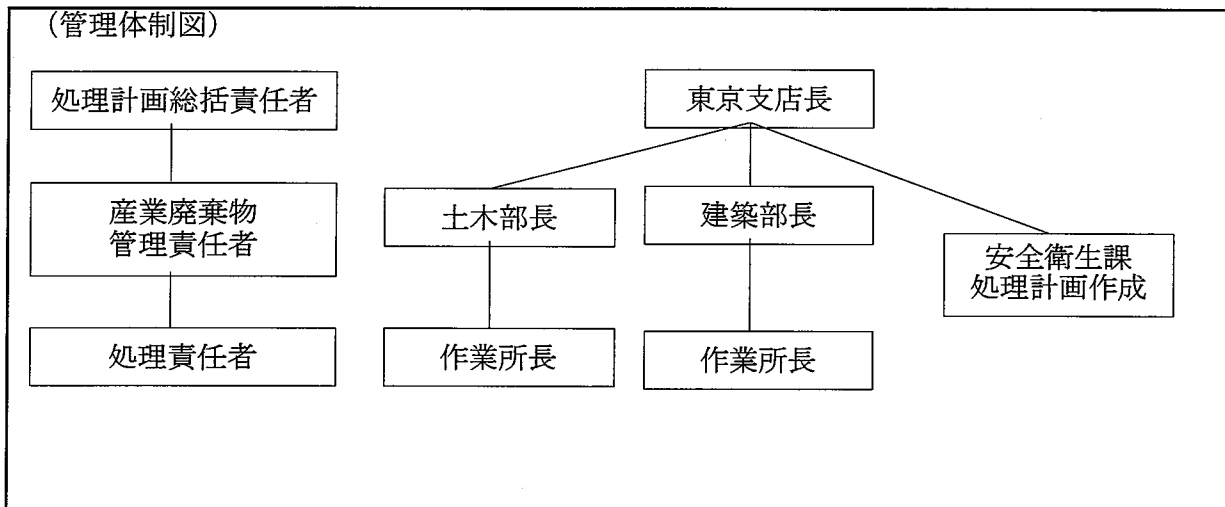 （管理体制図）
処理計画総括責任者
東京支店長
産業廃棄物
管理責任者
土木部長
建築部長
安全衛生課
処理計画作成
処理責任者
作業所長
作業所長